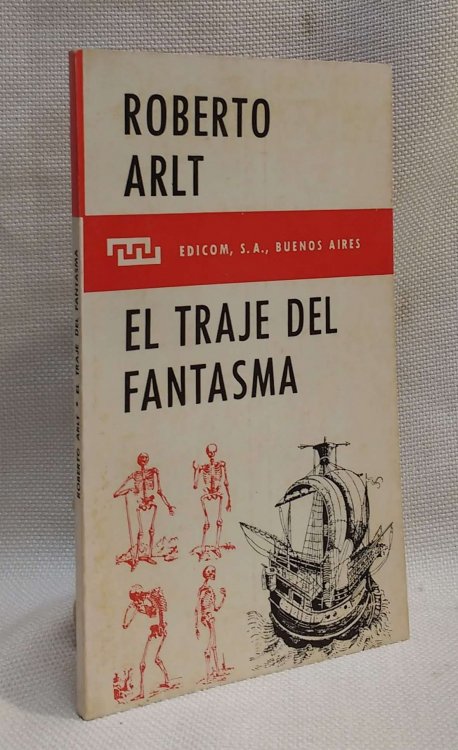 ROBERTO
ARLT
EDICOM, S.A., BUENOS AIRES
EL TRAJE DEL
FANTASMA
ROBERTO ARLT • EL TRAJE DEL FANTASMA